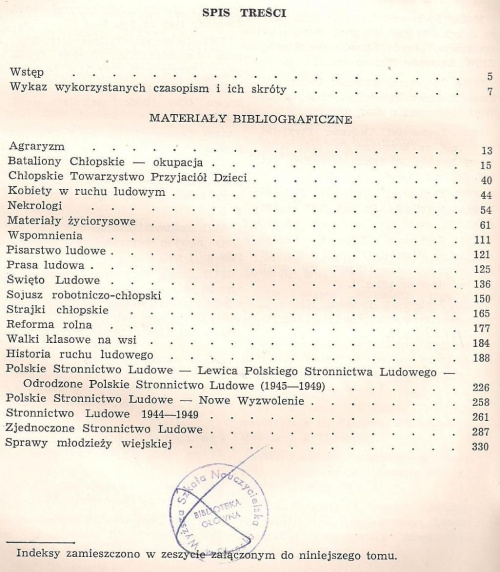 SPIS TREŚCI
Wstęp . . . . . . . . . . . . . . . . 5
Wykaz wykorzystanych czasopism i ich skróty . . . . . . . . 7
MATERIAŁY BIBLIOGRAFICZNE
Agraryzm . . . . . . . . . . . . . . . 13
Bataliony Chłopskie — okupacja . . . . . . . . . . . 15
Chłopskie Towarzystwo Przyjaciół Dzieci . . . . . . . . . 40
Kobiety w ruchu ludowym . . . . . . . . . . . . 44
Nekrologi . . . . . . . . . . . . . . . 54
Materiały życiorysowe . . . . . . . . . . . . . 61
Wspomnienia . . . . . . . . . . . . . . 111
Pisarstwo ludowe . . . . . . . . . . . . . . 121
Prasa ludowa . . . . . . . . . . . . . . 125
Święto Ludowe . . . . . . . . . . . . . . 136
Sojusz robotniczo-chłopski . . . . . . . . . . . . 150
Strajki chłopskie . . . . . . . . . . . . . . 165
Reforma rolna . . . . . . . . . . . . . . 177
Walki klasowe na wsi . . . . . . . . . . . . . 184
Historia ruchu ludowego . . . . . . . . . . . . 188
Polskie Stronnictwo Ludowe — Lewica Polskiego Stronnictwa Ludowego —
Odrodzone Polskie Stronnictwo Ludowe (1945—1949) . . . . . . 226
Polskie Stronnictwo Ludowe — Nowe Wyzwolenie . . . . . . . 258
Stronnictwo Ludowe 1944—1949 . . . . . . . . . . . 261
Zjednoczone Stronnictwo Ludowe . . . . . . . . . . . 287
Sprawy młodzieży wiejskiej . . . . . . . . . . . . 330
Wyższa Szkoła Nauczycielska
BIBLIOTEKA
GŁÓWNA
Indeksy zamieszczono w zeszycie załączonym do niniejszego tomu.